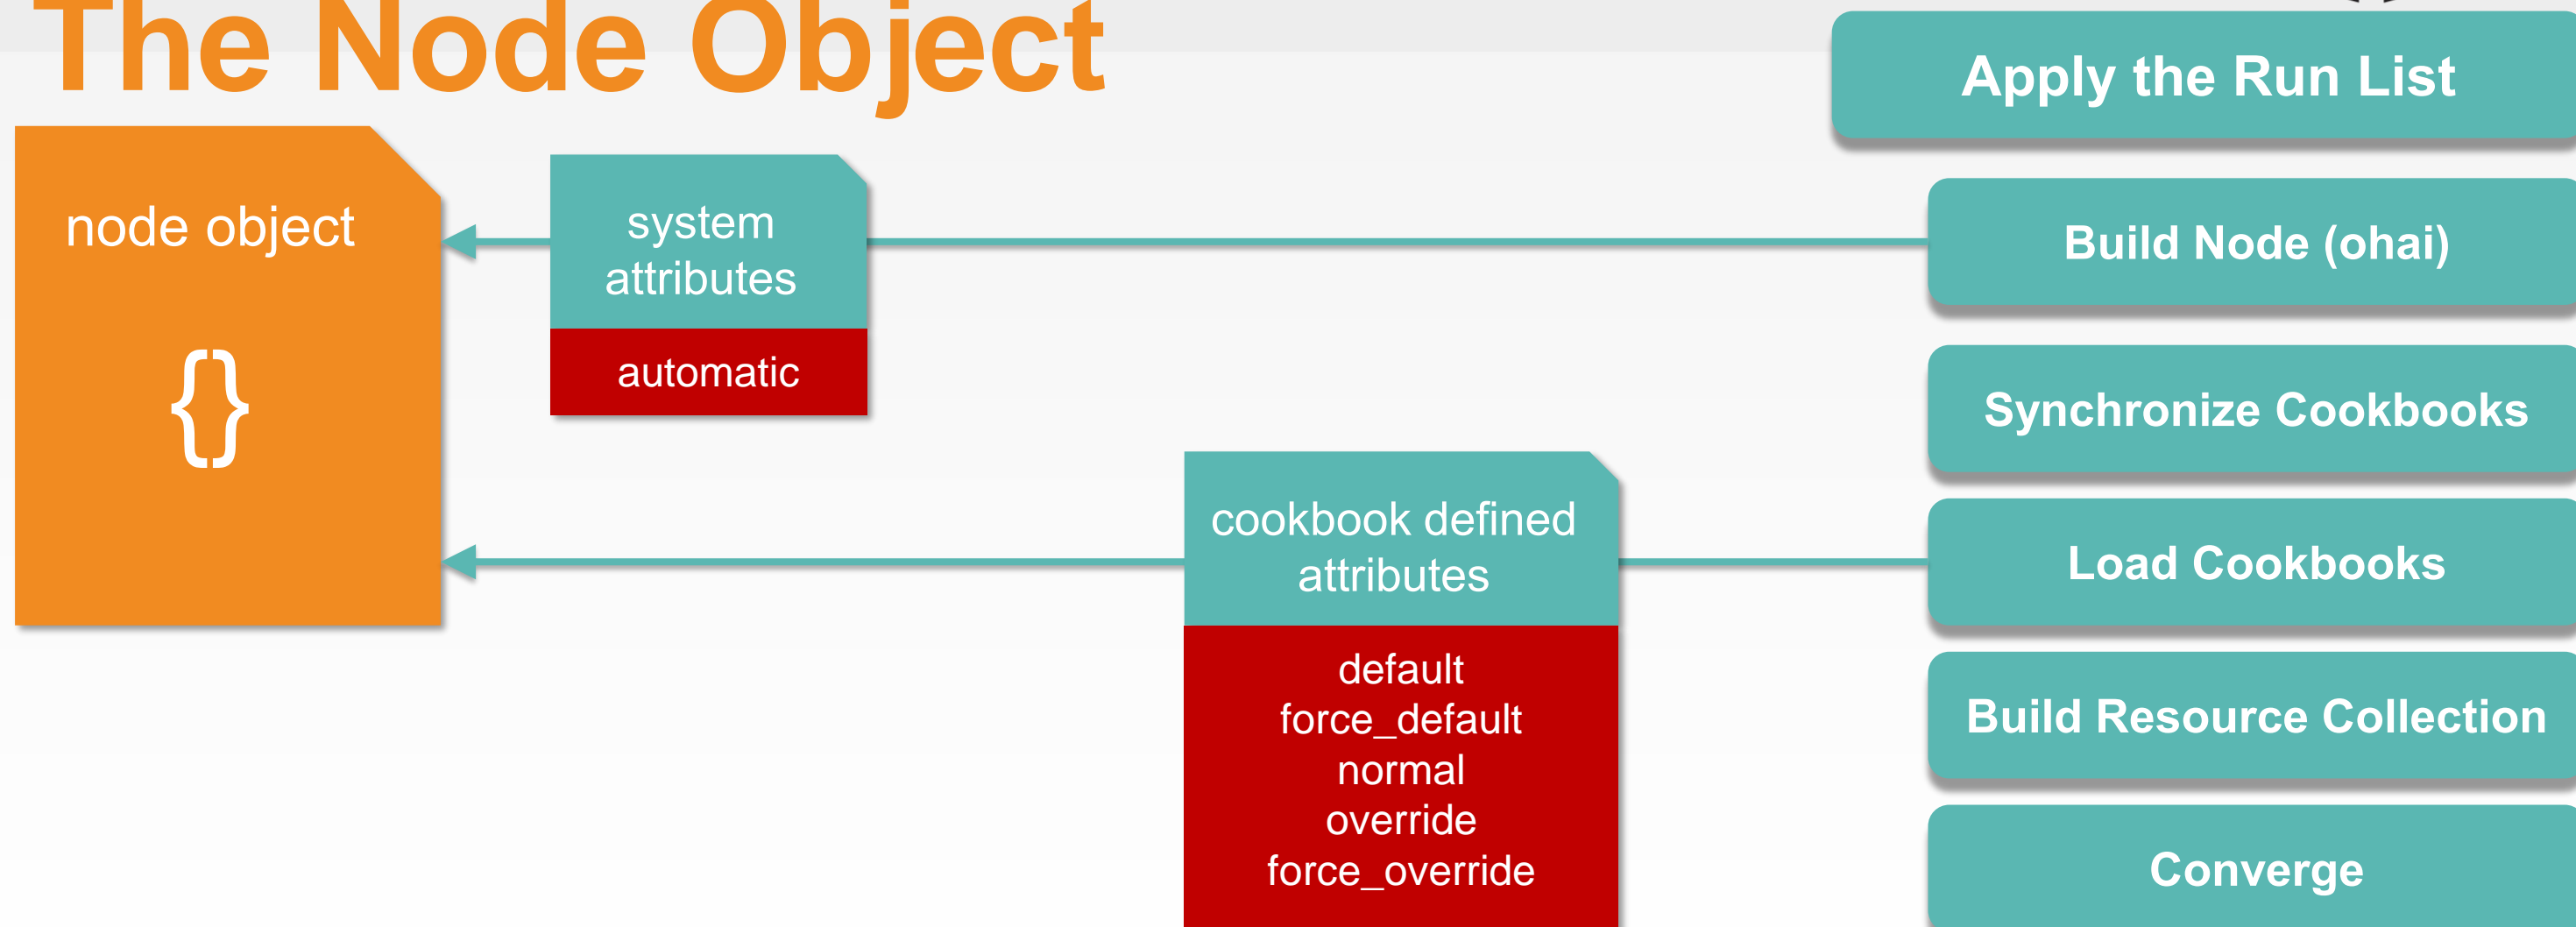 The Node Object
node object
{}
system
attributes
automatic
cookbook defined
attributes
default
force_default
normal
override
force_override
Apply the Run List
Build Node (ohai)
Synchronize Cookbooks
Load Cookbooks
Build Resource Collection
Converge